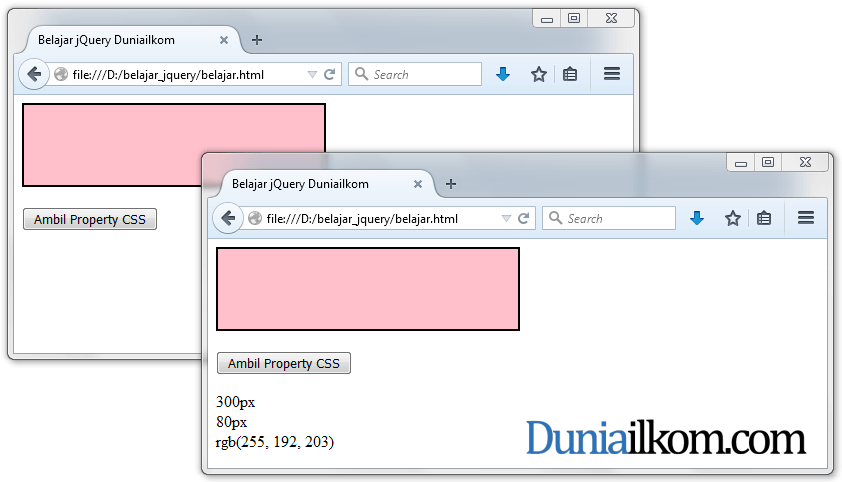 Belajar jQuery Duniailkom
file:///D:/belajar_jquery/belajar.html
Search
Ambil Property CSS
Belajar jQuery Duniailkom
file:///D:/belajar_jquery/belajar.html
Search
Ambil Property CSS
300px
80px
rgb(255, 192, 203)
Duniailkom.com